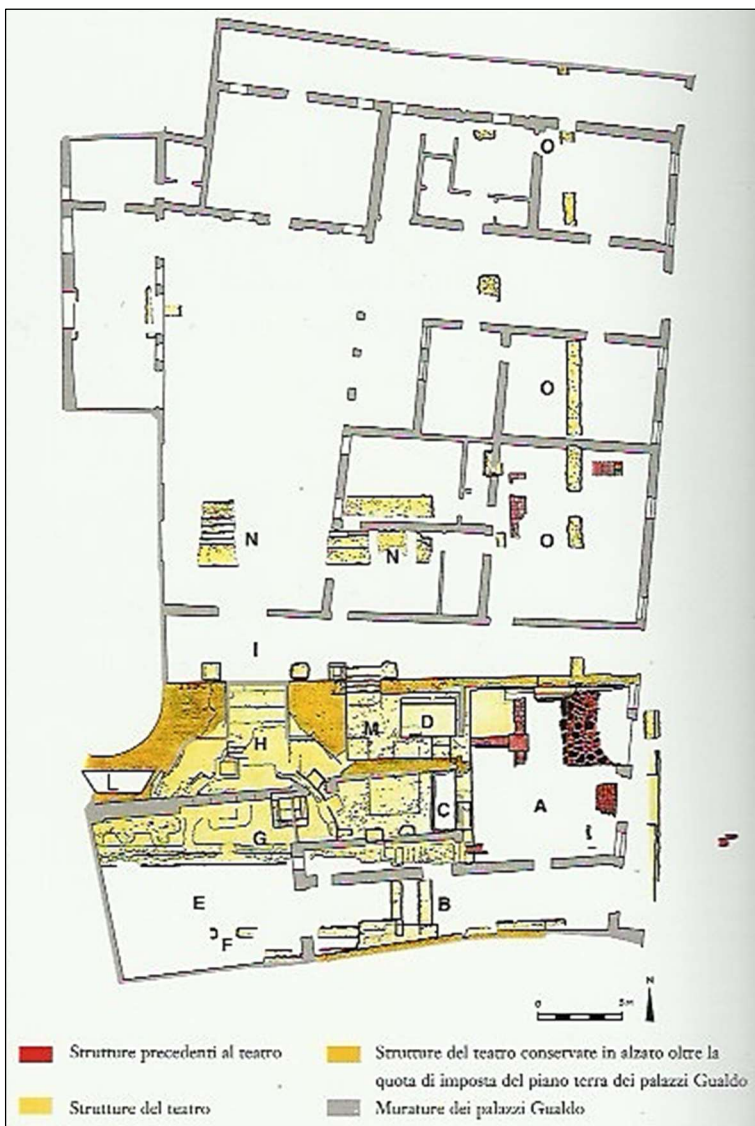 O
O
N
N
O
I
H
M
D
L
C
A
G
E
B
F
N
0 5m
Strutture precedenti al teatro
Strutture del teatro conservate in alzato oltre la
quota di imposta del piano terra dei palazzi Gualdo
Strutture del teatro
Murature dei palazzi Gualdo